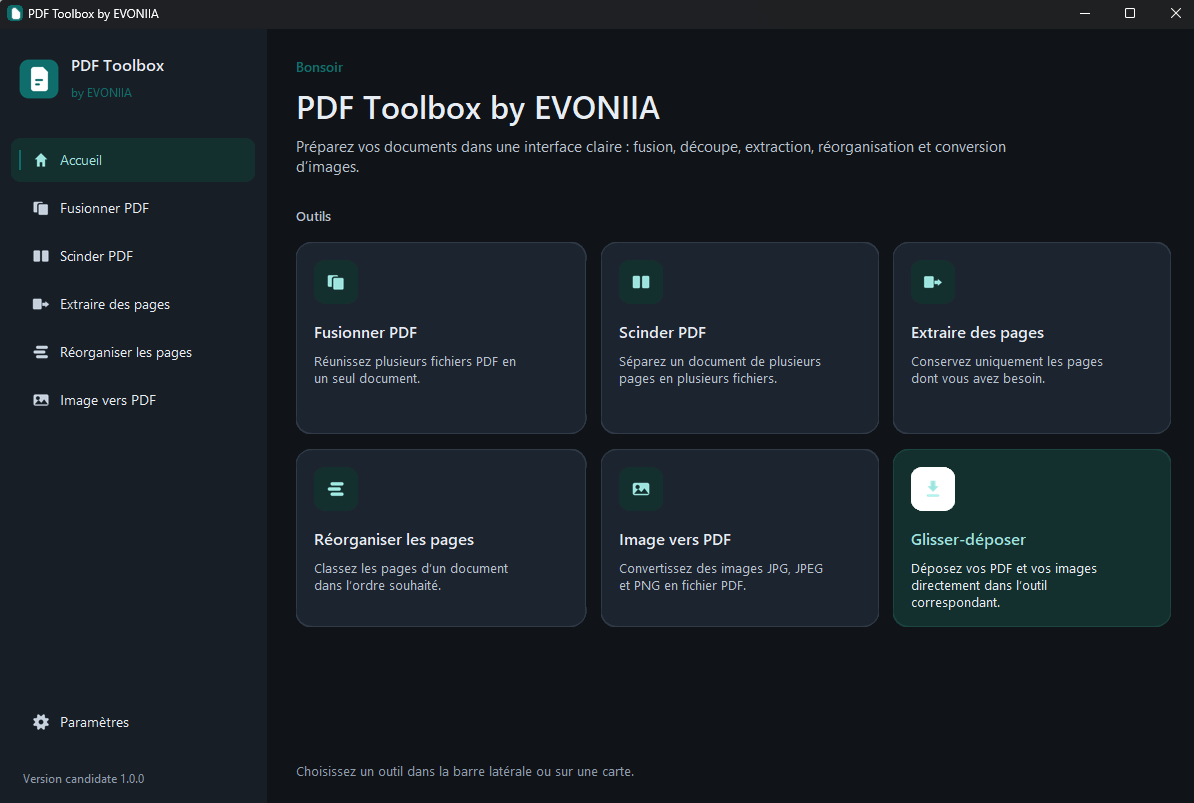 PDF Toolbox by EVONIIA
PDF Toolbox
by EVONIIA
Accueil
Fusionner PDF
Scinder PDF
Extraire des pages
Réorganiser les pages
Image vers PDF
Paramètres
Version candidate 1.0.0
Bonsoir
PDF Toolbox by EVONIIA
Préparez vos documents dans une interface claire : fusion, découpe, extraction, réorganisation et conversion
d’images.
Outils
Fusionner PDF
Réunissez plusieurs fichiers PDF en
un seul document.
Scinder PDF
Séparez un document de plusieurs
pages en plusieurs fichiers.
Extraire des pages
Conservez uniquement les pages
dont vous avez besoin.
Réorganiser les pages
Classez les pages d’un document
dans l’ordre souhaité.
Image vers PDF
Convertissez des images JPG, JPEG
et PNG en fichier PDF.
Glisser-déposer
Déposez vos PDF et vos images
directement dans l’outil
correspondant.
Choisissez un outil dans la barre latérale ou sur une carte.